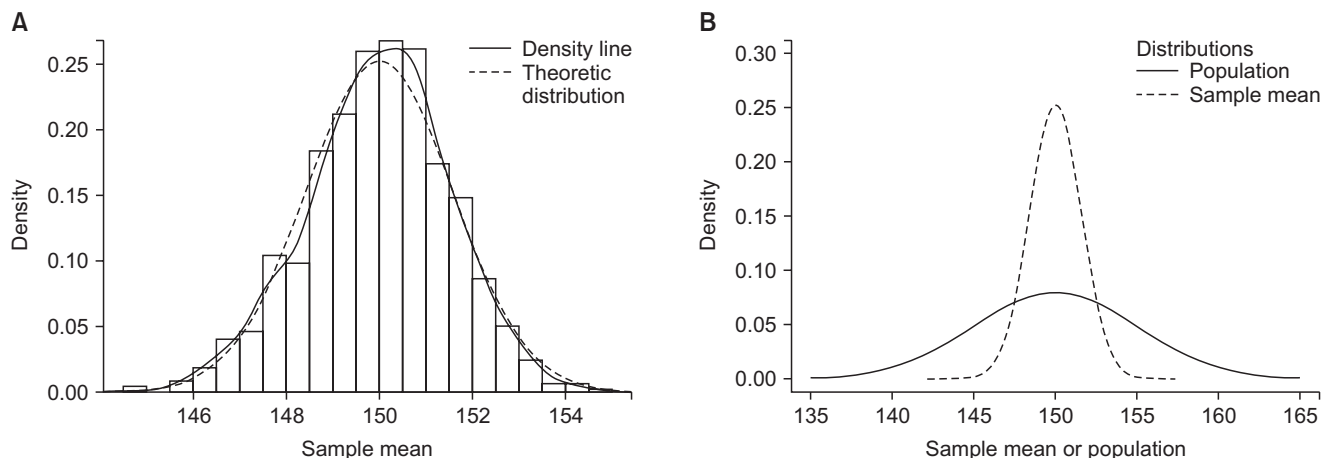 A
Density line
Theoretic
distribution
0.25
0.20
0.15
0.10
0.05
0.00
Density
146 148 150 152 154
Sample mean
B
Distributions
Population
Sample mean
0.30
0.25
0.20
0.15
0.10
0.05
0.00
Density
135 140 145 150 155 160 165
Sample mean or population